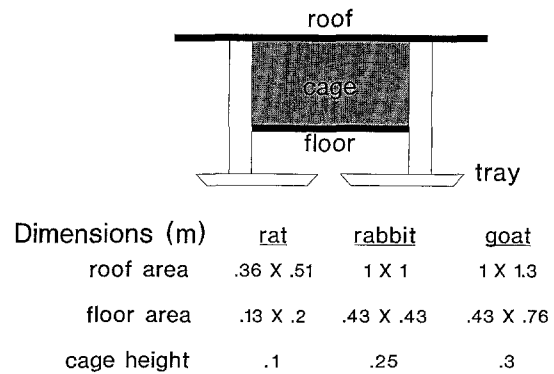 roof
cage
floor
tray
Dimensions (m) rat rabbit goat
roof area .36 X .51 1 X 1 1 X 1.3
floor area .13 X .2 .43 X .43 .43 X .76
cage height .1 .25 .3